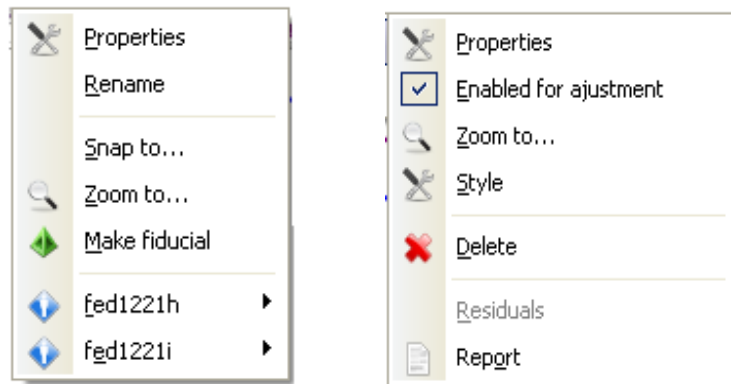 Properties
Rename
Snap to...
Zoom to...
Make fiducial
fed1221h
fed1221i
Properties
Enabled for ajustment
Zoom to...
Style
Delete
Residuals
Report